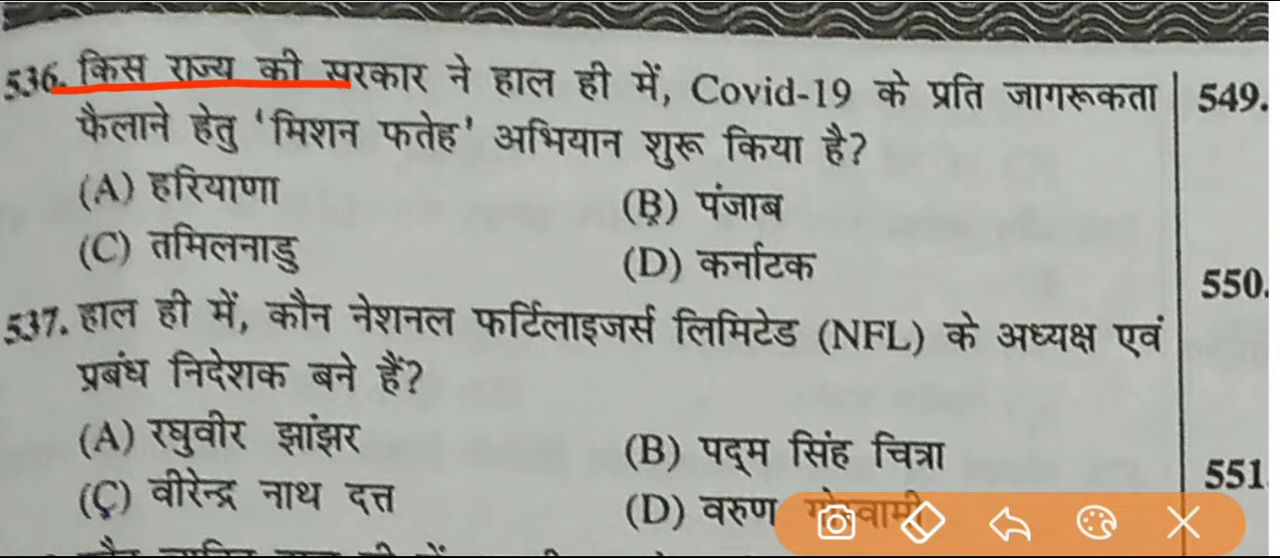 536. किस राज्य की सरकार ने हाल ही में, Covid-19 के प्रति जागरूकता
फैलाने हेतु 'मिशन फतेह' अभियान शुरू किया है?
(A) हरियाणा
(B) पंजाब
(C) तमिलनाडु
(D) कर्नाटक
537. हाल ही में, कौन नेशनल फर्टिलाइजर्स लिमिटेड (NFL) के अध्यक्ष एवं
प्रबंध निदेशक बने हैं?
(A) रघुवीर झांझर
(B) पद्म सिंह चित्रा
(C) वीरेन्द्र नाथ दत्त
(D) वरुण गोस्वामी
549.
550.
551